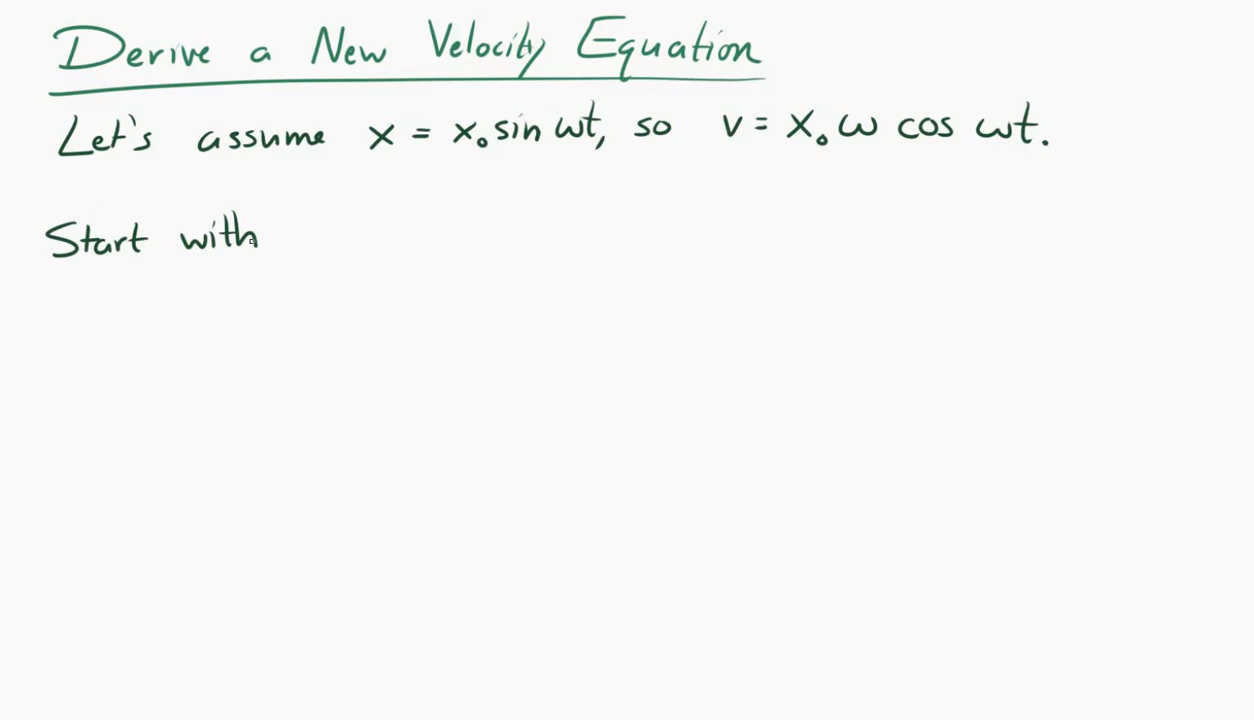 Derive a New Velocity Equation
Let's assume x = x₀ sin ωt, so v = x₀ ω cos ωt.
Start with